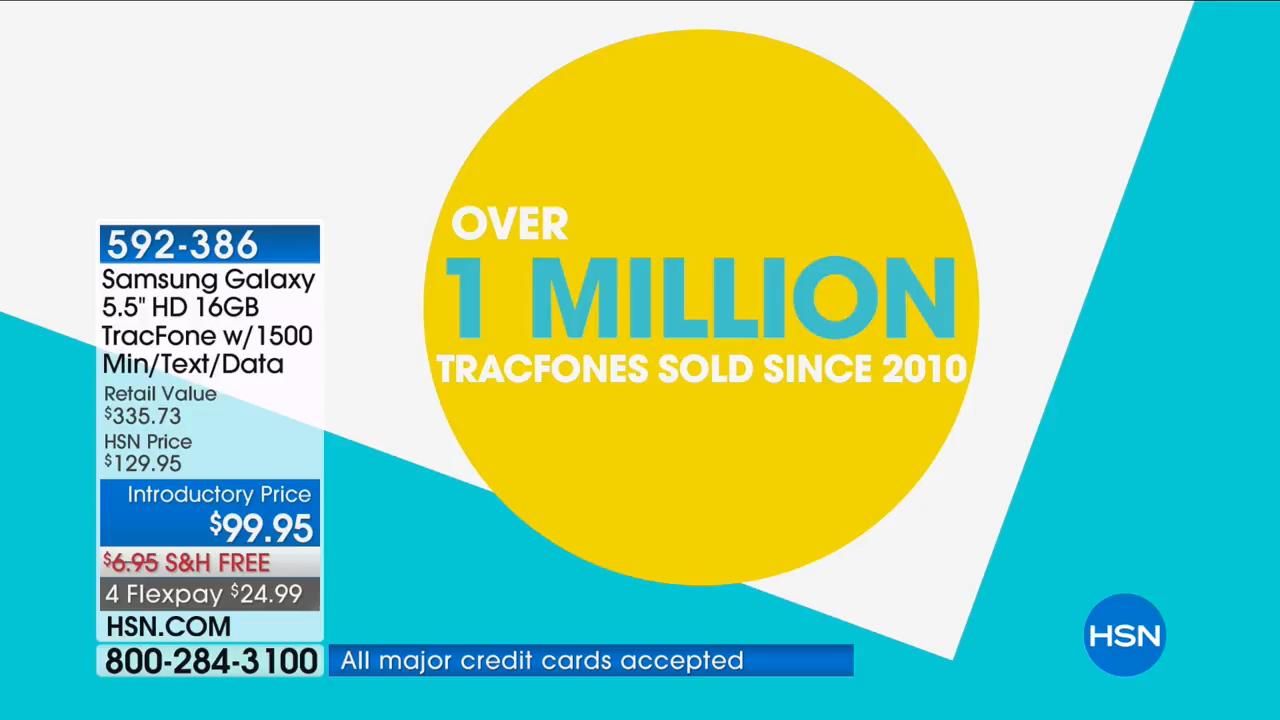 OVER
1 MILLION
TRACFONES SOLD SINCE 2010
592-386
Samsung Galaxy
5.5" HD 16GB
TracFone w/1500
Min/Text/Data
Retail Value
$335.73
HSN Price
$129.95
Introductory Price
$99.95
$6.95 S&H FREE
4 Flexpay $24.99
HSN.COM
800-284-3100
All major credit cards accepted
HSN